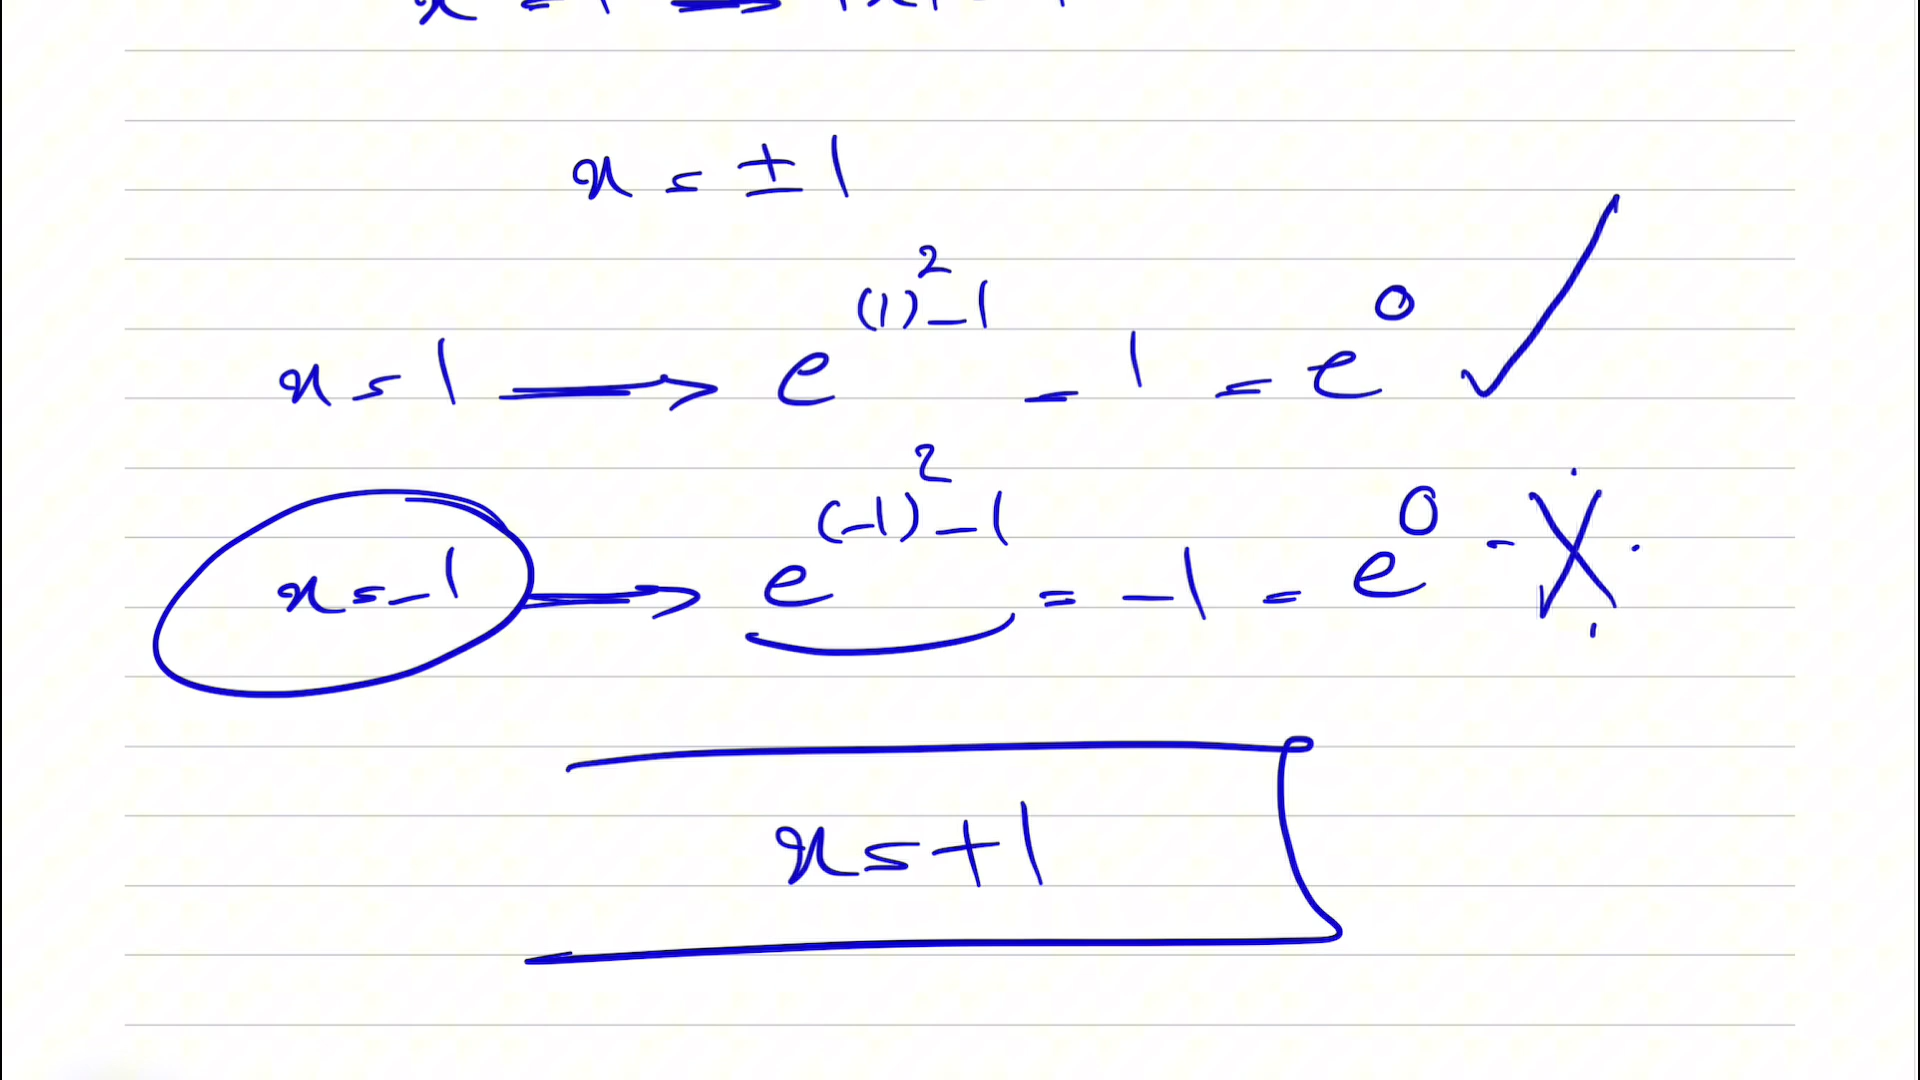 x = ± 1
x = 1 ⟶ e^{(1)^2 - 1} = 1 = e^0 ✓
x = -1 ⟶ e^{(-1)^2 - 1} = -1 = e^0 = X
x = +1